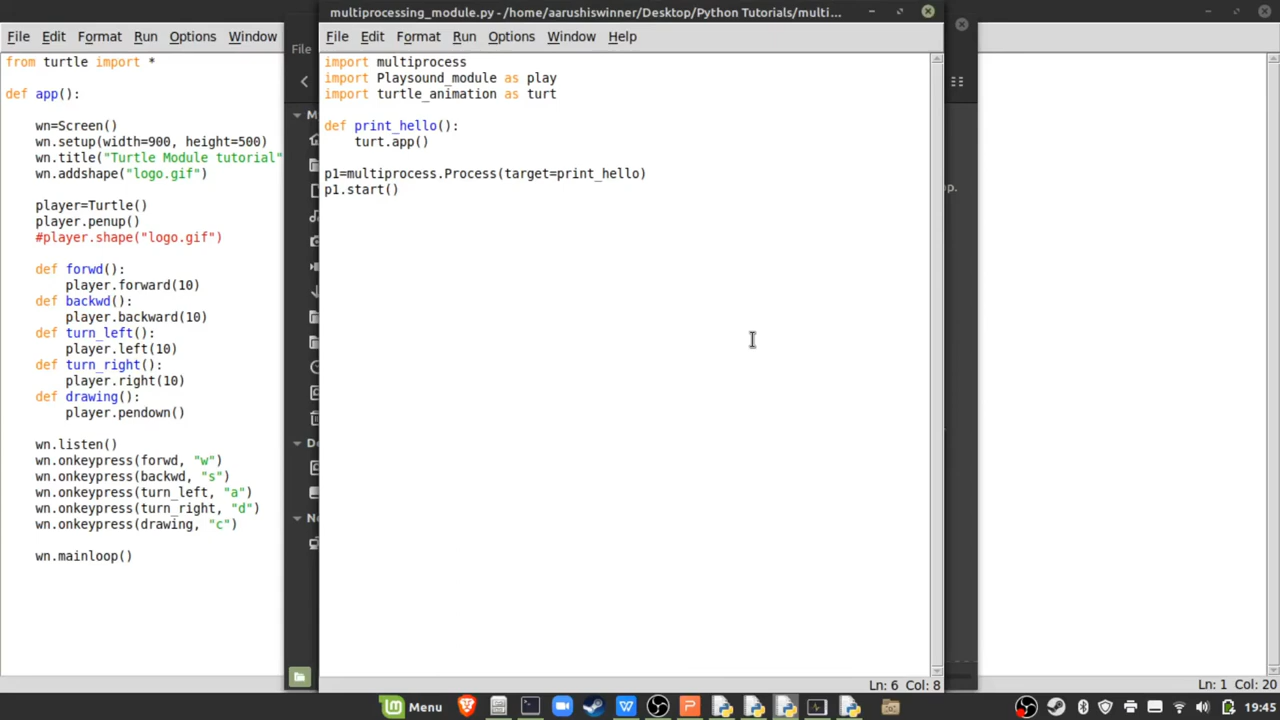 multiprocessing_module.py - /home/aarushiswinner/Desktop/Python Tutorials/multi...
File Edit Format Run Options Window
from turtle import *
def app():
wn=Screen()
wn.setup(width=900, height=500)
wn.title("Turtle Module tutorial"
wn.addshape("logo.gif")
player=Turtle()
player.penup()
#player.shape("logo.gif")
def forwd():
player.forward(10)
def backwd():
player.backward(10)
def turn_left():
player.left(10)
def turn_right():
player.right(10)
def drawing():
player.pendown()
wn.listen()
wn.onkeypress(forwd, "w")
wn.onkeypress(backwd, "s")
wn.onkeypress(turn_left, "a")
wn.onkeypress(turn_right, "d")
wn.onkeypress(drawing, "c")
wn.mainloop()
File
M
D
N
File Edit Format Run Options Window Help
import multiprocess
import Playsound_module as play
import turtle_animation as turt
def print_hello():
turt.app()
p1=multiprocess.Process(target=print_hello)
p1.start()
Ln: 6 Col: 8
p.
Ln: 1 Col: 20
Menu
19:45